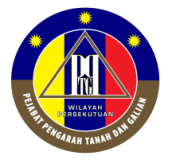 WILAYAH
PERSEKUTUAN
PEJABAT PENGARAH TANAH DAN GALIAN